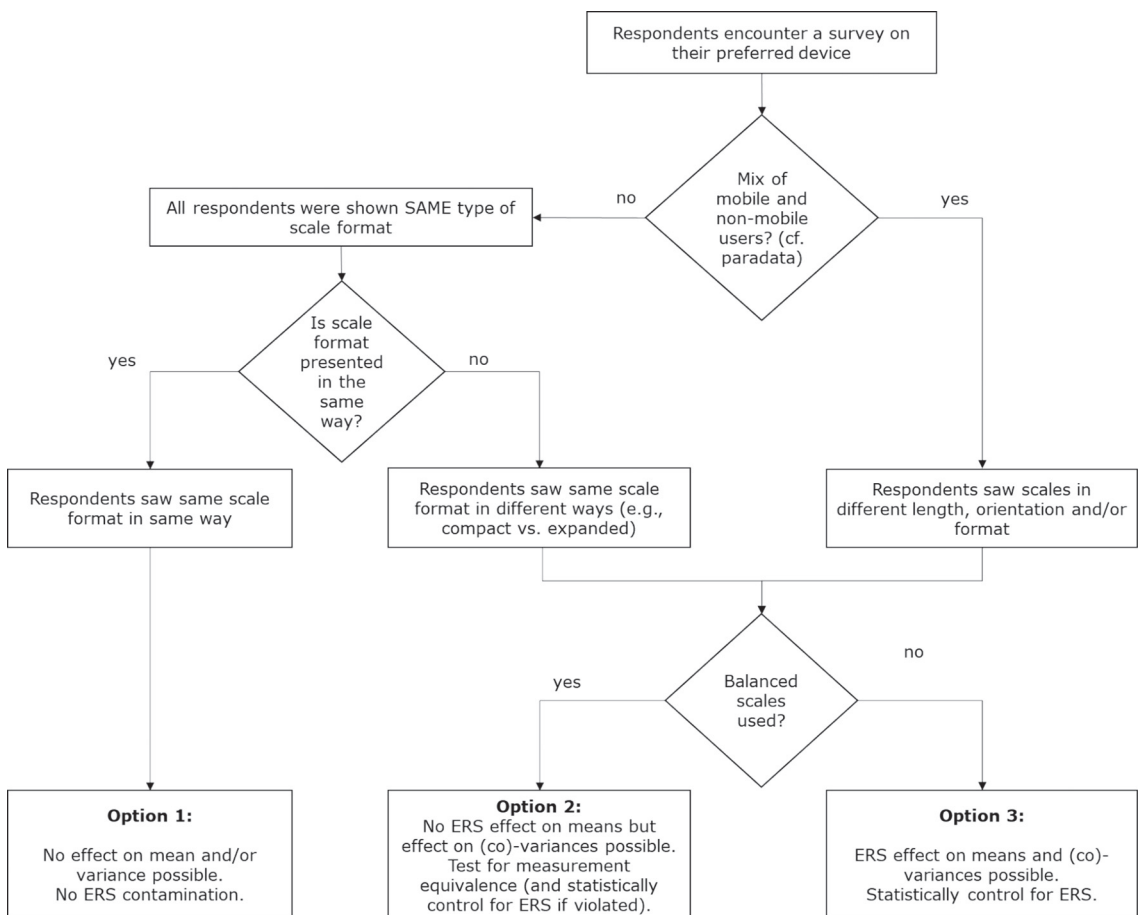 Respondents encounter a survey on
their preferred device
Mix of
mobile and
non-mobile
users? (cf.
paradata)
no
yes
All respondents were shown SAME type of
scale format
Is scale
format
presented
in the
same
way?
yes
no
Respondents saw same scale
format in same way
Respondents saw same scale
format in different ways (e.g.,
compact vs. expanded)
Respondents saw scales in
different length, orientation and/or
format
Balanced
scales
used?
yes
no
Option 1:
No effect on mean and/or
variance possible.
No ERS contamination.
Option 2:
No ERS effect on means but
effect on (co)-variances possible.
Test for measurement
equivalence (and statistically
control for ERS if violated).
Option 3:
ERS effect on means and (co)-
variances possible.
Statistically control for ERS.